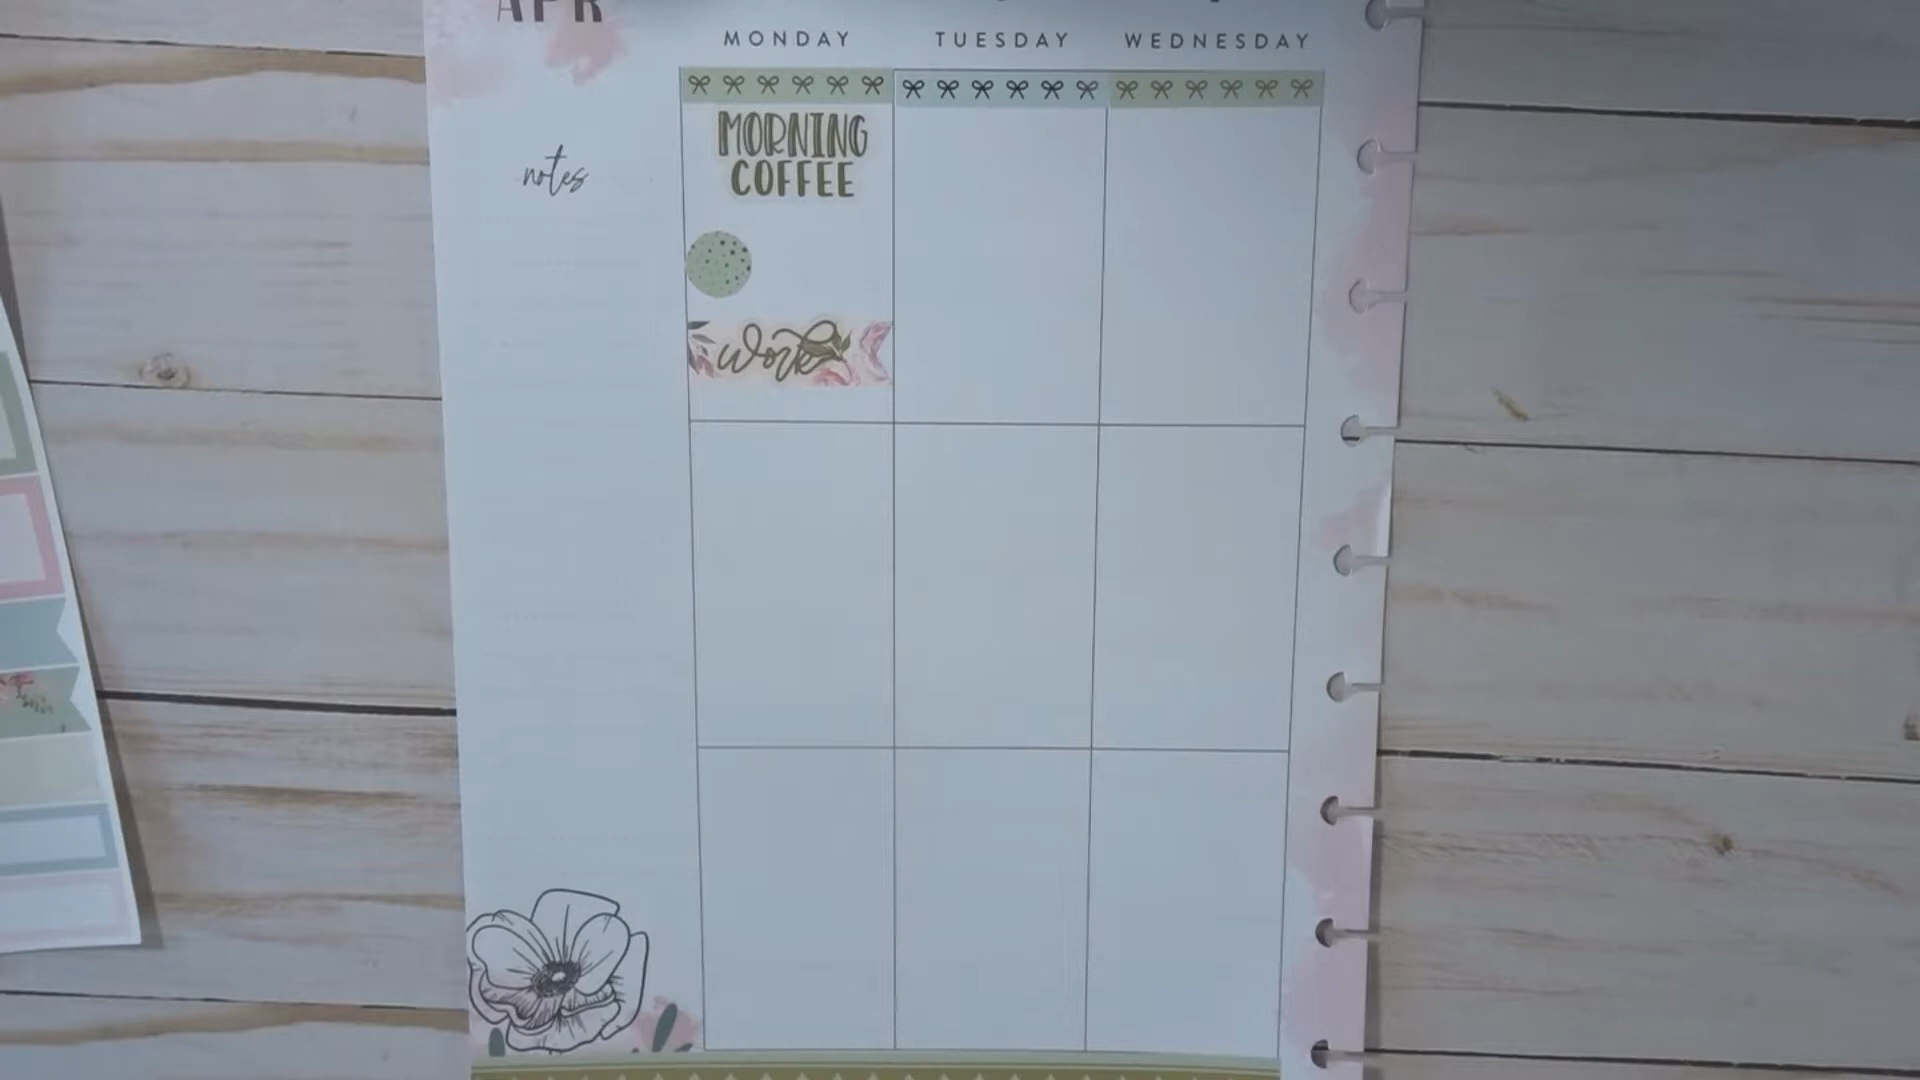 APR
MONDAY TUESDAY WEDNESDAY
MORNING
COFFEE
notes
work